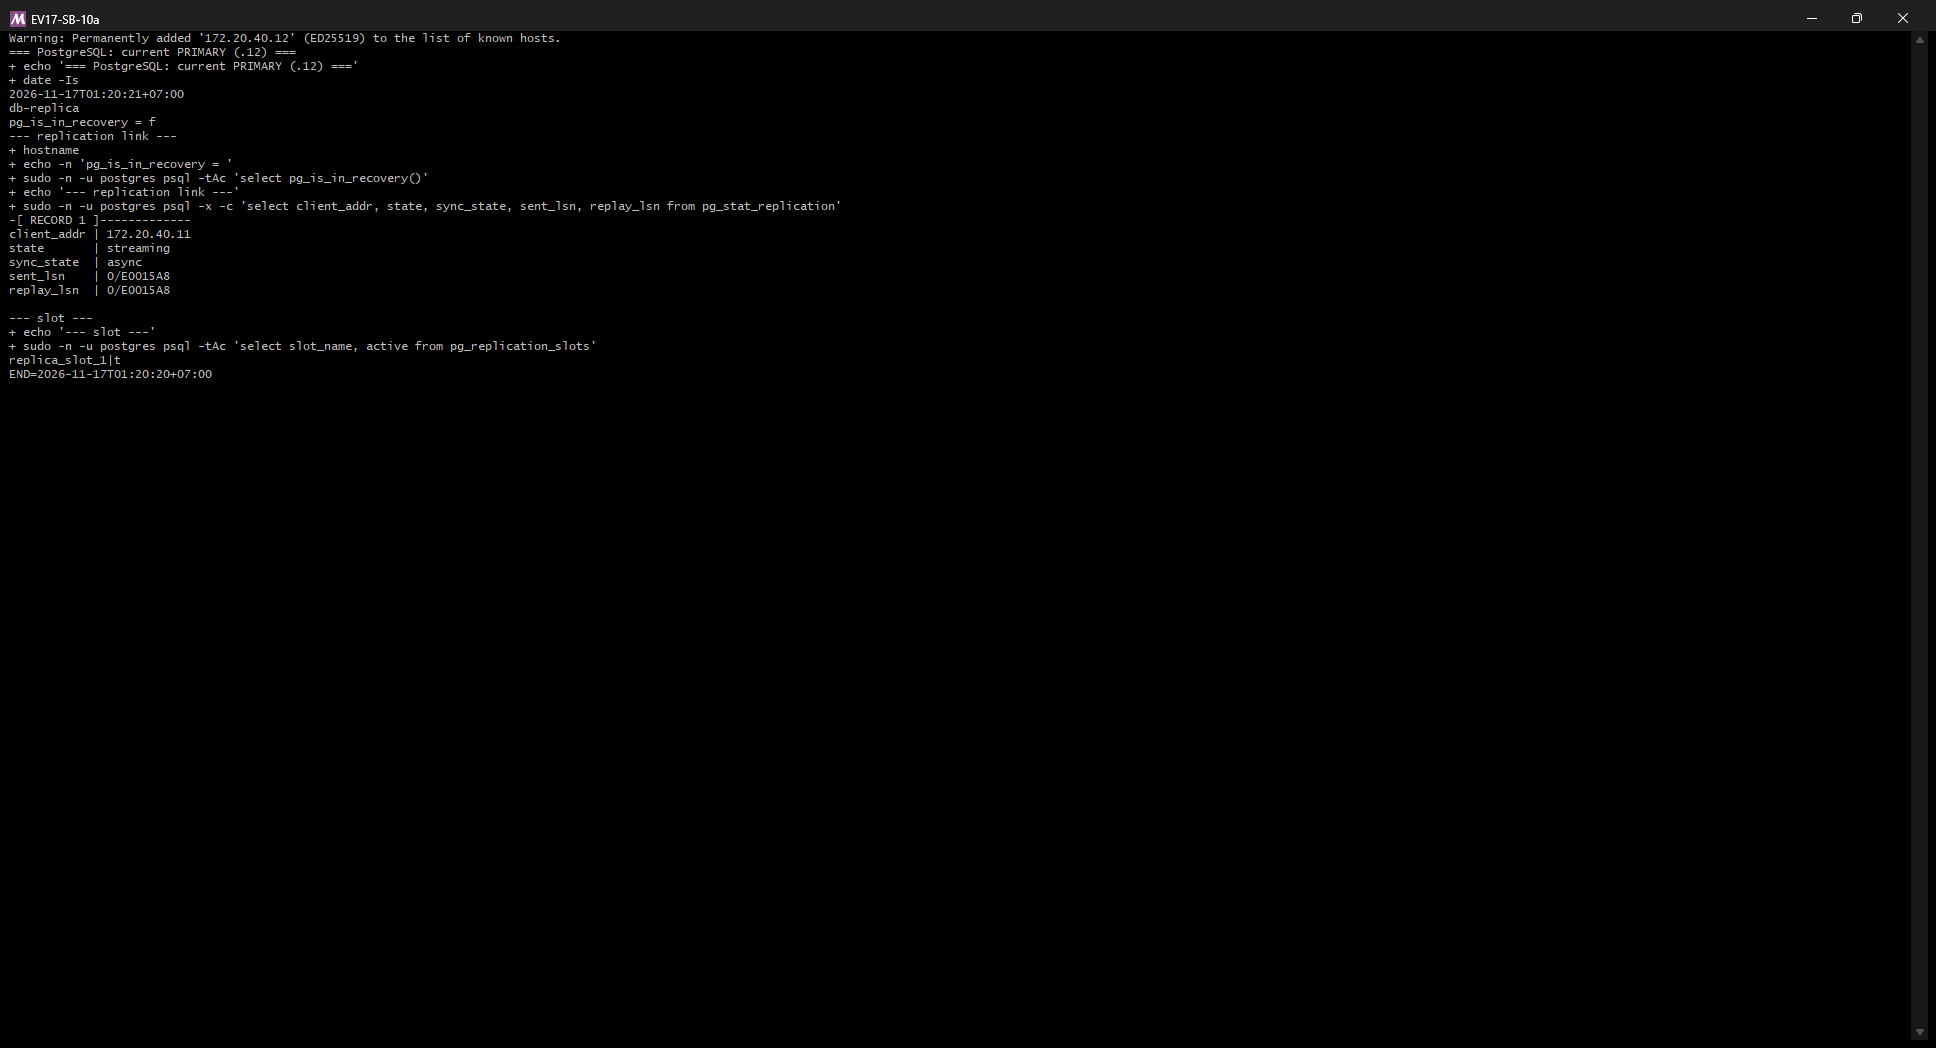 EV17-SB-10a
Warning: Permanently added '172.20.40.12' (ED25519) to the list of known hosts.
=== PostgreSQL: current PRIMARY (.12) ===
+ echo '=== PostgreSQL: current PRIMARY (.12) ==='
+ date -Is
2026-11-17T01:20:21+07:00
db-replica
pg_is_in_recovery = f
--- replication link ---
+ hostname
+ echo -n 'pg_is_in_recovery = '
+ sudo -n -u postgres psql -tAc 'select pg_is_in_recovery()'
+ echo '--- replication link ---'
+ sudo -n -u postgres psql -x -c 'select client_addr, state, sync_state, sent_lsn, replay_lsn from pg_stat_replication'
-[ RECORD 1 ]-------------
client_addr | 172.20.40.11
state       | streaming
sync_state  | async
sent_lsn    | 0/E0015A8
replay_lsn  | 0/E0015A8
--- slot ---
+ echo '--- slot ---'
+ sudo -n -u postgres psql -tAc 'select slot_name, active from pg_replication_slots'
replica_slot_1|t
END=2026-11-17T01:20:20+07:00